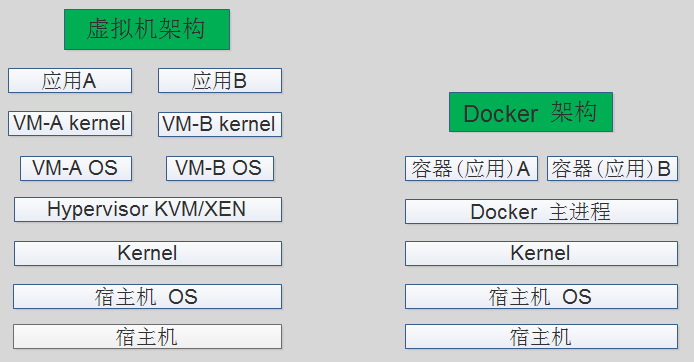 虚拟机架构
应用A
应用B
VM-A kernel
VM-B kernel
VM-A OS
VM-B OS
Hypervisor KVM/XEN
Kernel
宿主机 OS
宿主机
Docker 架构
容器(应用)A
容器(应用)B
Docker 主进程
Kernel
宿主机 OS
宿主机